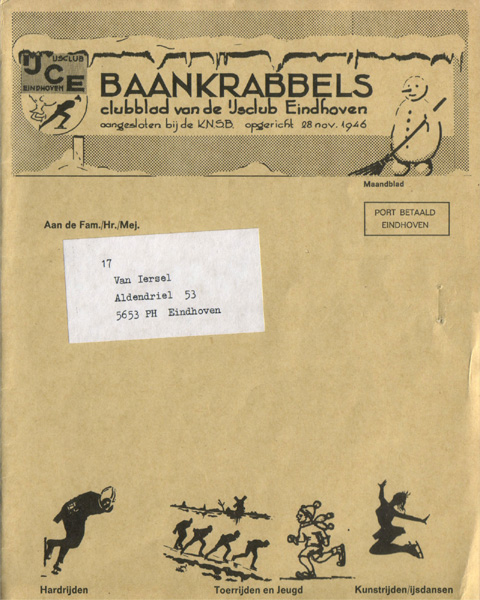 IJSCLUB
IJCE
EINDHOVEN
BAANKRABBELS
clubblad van de IJsclub Eindhoven
aangesloten bij de K.N.S.B. opgericht 28 nov. 1946
Maandblad
PORT BETAALD
EINDHOVEN
Aan de Fam./Hr./Mej.
17
Van Iersel
Aldendriel 53
5653 PH Eindhoven
Hardrijden
Toerrijden en Jeugd
Kunstrijden/ijsdansen